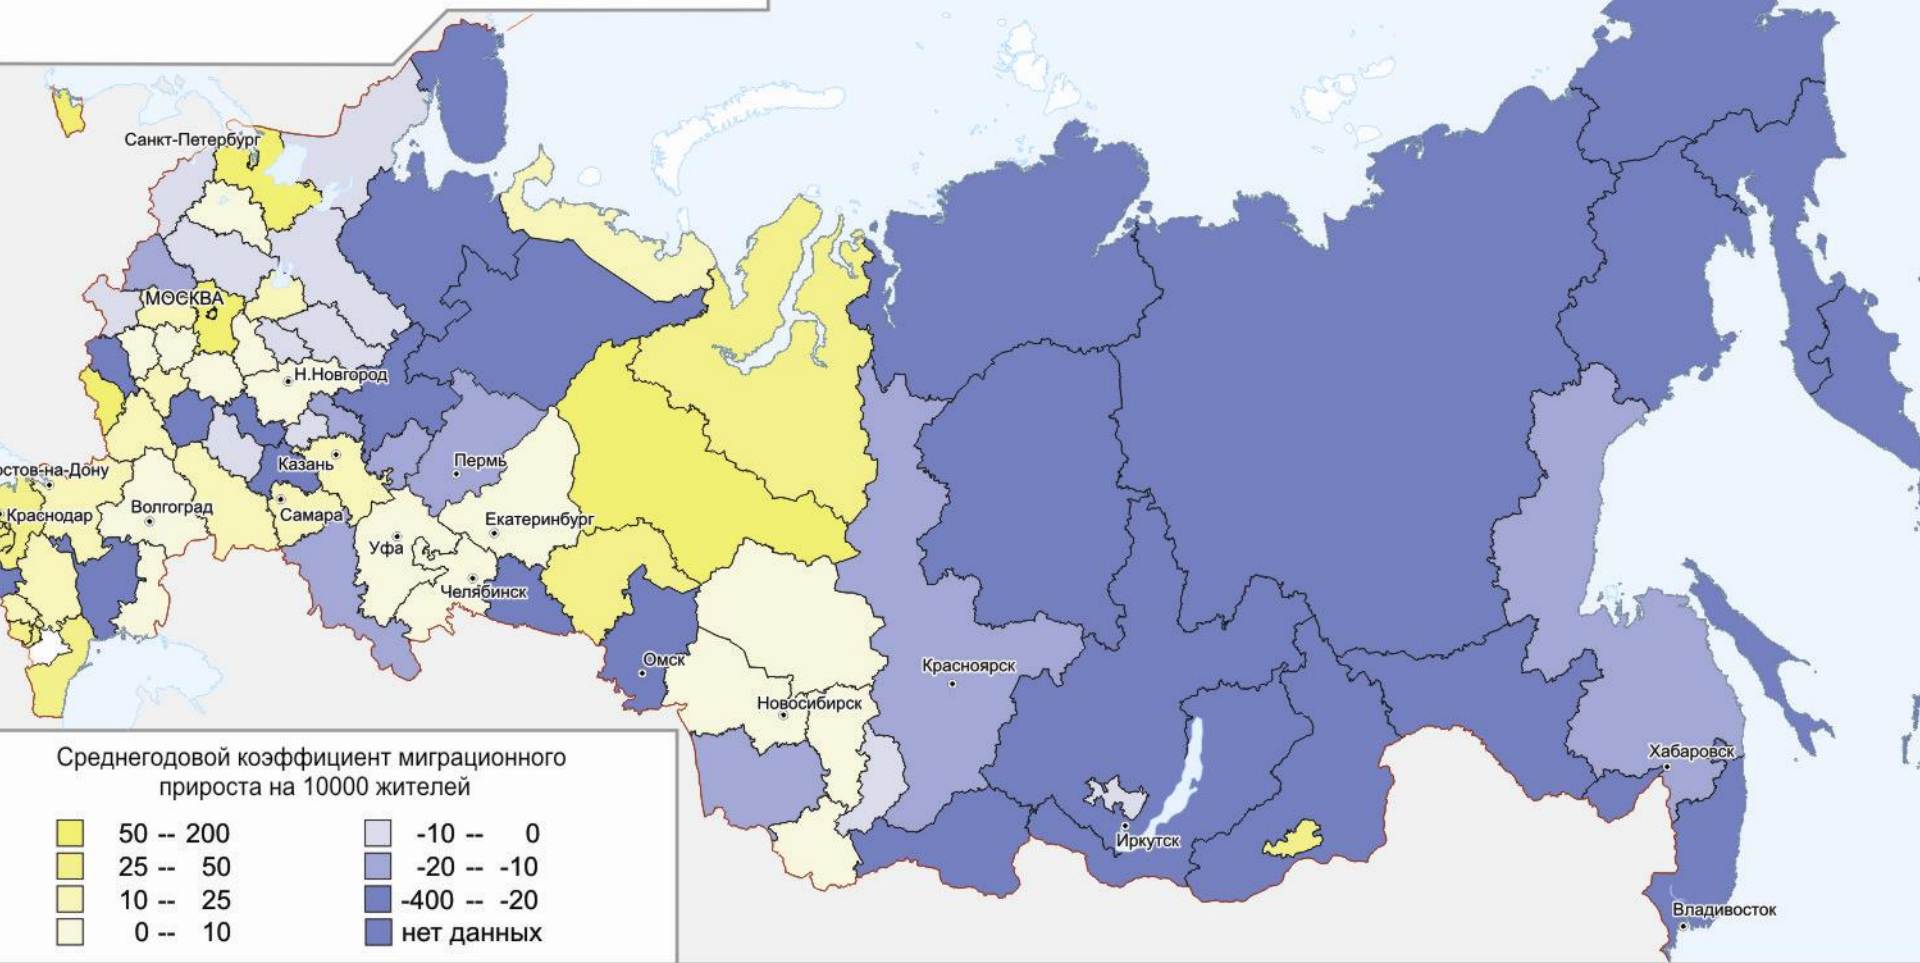 Санкт-Петербург
МОСКВА
Н.Новгород
Казань
Пермь
остов-на-Дону
Волгоград
Самара
Краснодар
Екатеринбург
Уфа
Челябинск
Омск
Новосибирск
Красноярск
Иркутск
Хабаровск
Владивосток
Среднегодовой коэффициент миграционного
прироста на 10000 жителей
50 -- 200
25 -- 50
10 -- 25
0 -- 10
-10 -- 0
-20 -- -10
-400 -- -20
нет данных